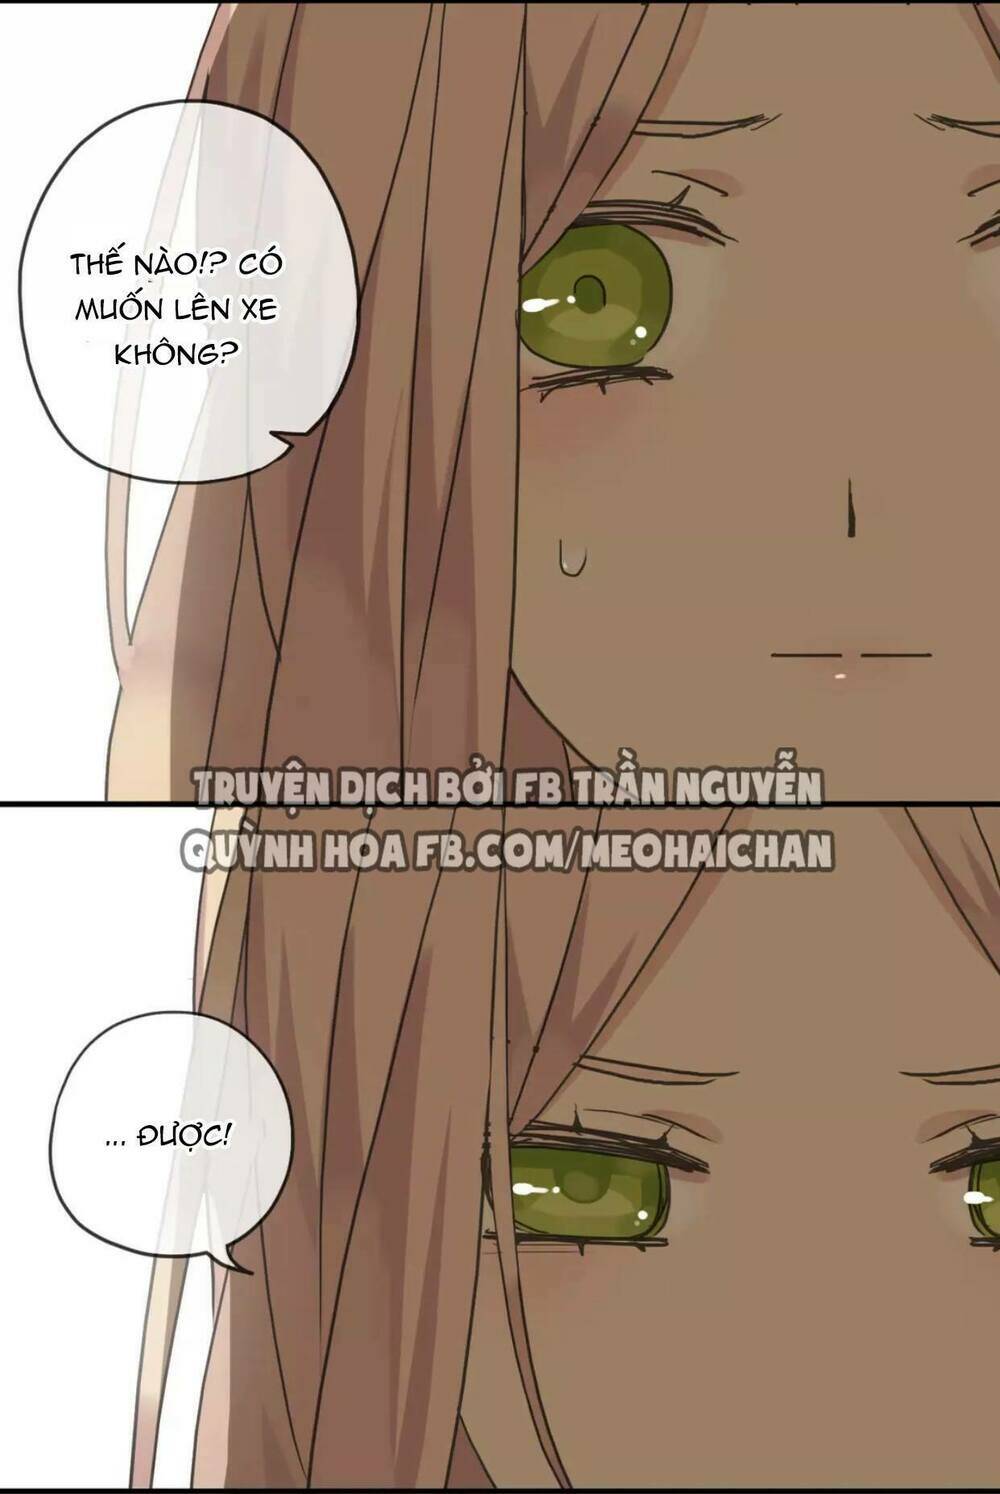 THẾ NÀO!? CÓ
MUỐN LÊN XE
KHÔNG?
TRUYỆN DỊCH BỞI FB TRẦN NGUYỄN
QUỲNH HOA FB.COM/MEOHAICHAN
... ĐƯỢC!